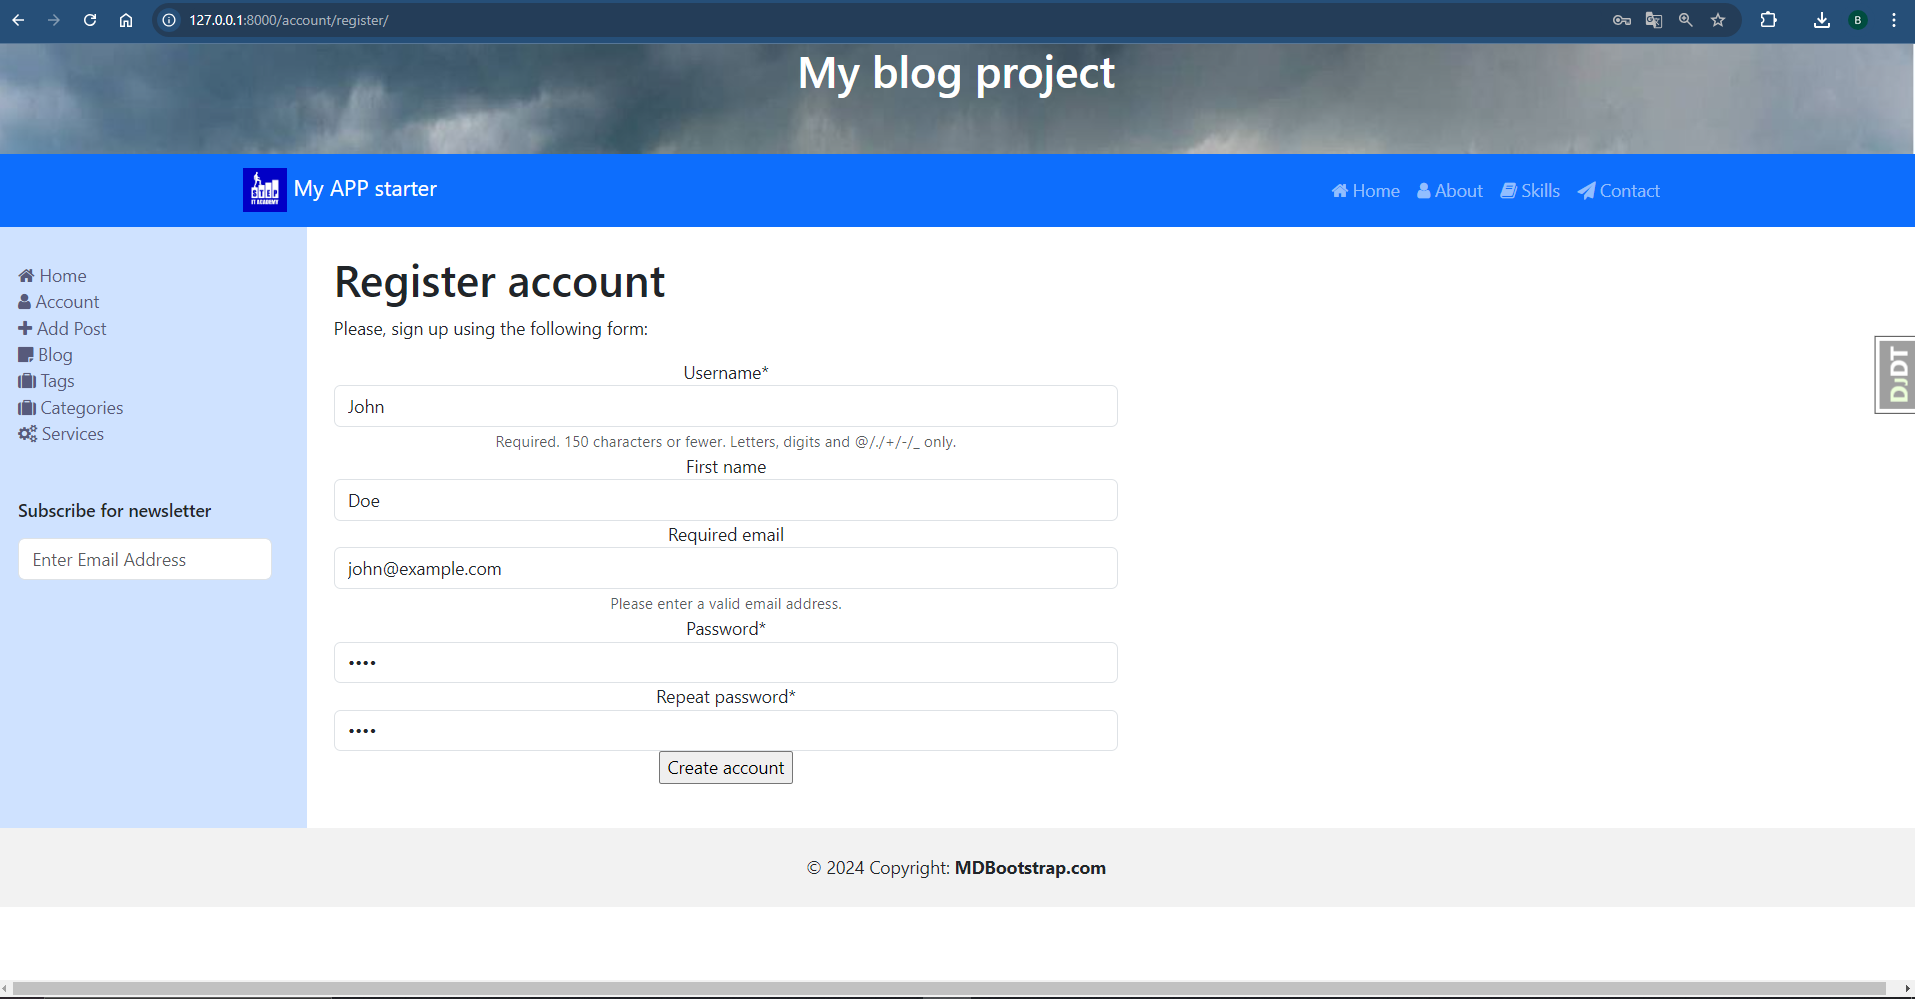 127.0.0.1:8000/account/register/
B
My blog project
STEP
IT ACADEMY
My APP starter
Home About Skills Contact
Home
Account
Add Post
Blog
Tags
Categories
Services
Subscribe for newsletter
Enter Email Address
Register account
Please, sign up using the following form:
Username*
John
Required. 150 characters or fewer. Letters, digits and @/./+/-/_ only.
First name
Doe
Required email
john@example.com
Please enter a valid email address.
Password*
••••
Repeat password*
••••
Create account
DjDT
© 2024 Copyright: MDBootstrap.com